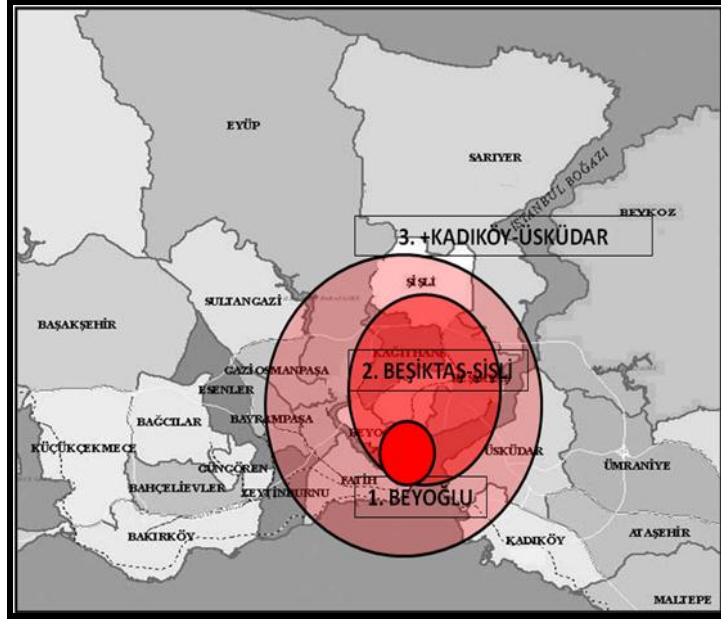 EYÜP
SARIYER
İSTANBUL BOĞAZI
BEYKOZ
3. +KADIKÖY-ÜSKÜDAR
ŞİŞLİ
SULTANGAZİ
BAŞAKŞEHİR
KAĞITHANE
2. BEŞİKTAŞ-ŞİŞLİ
GAZİOSMANPAŞA
ESENLER
BAĞCILAR
BAYRAMPAŞA
KÜÇÜKÇEKMECE
ÜSKÜDAR
ÜMRANİYE
GÜNGÖREN
FATİH
BAHÇELİEVLER
ZEYTİNBURNU
1. BEYOĞLU
BAKIRKÖY
KADIKÖY
ATAŞEHİR
MALTEPE